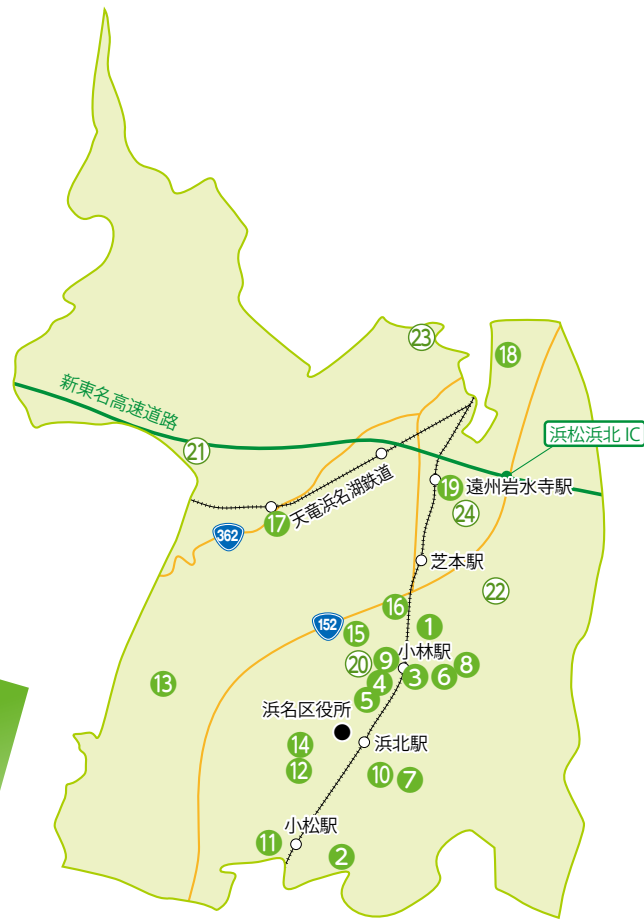 ㉓
⑱
新東名高速道路
浜松浜北 IC
㉑
⑲
遠州岩水寺駅
天竜浜名湖鉄道
⑰
㉔
362
芝本駅
㉒
⑯
152
⑮
①
小林駅
⑳
⑨
⑧
③
⑥
④
⑬
⑤
浜名区役所
⑭
浜北駅
⑫
⑩
⑦
小松駅
⑪
②